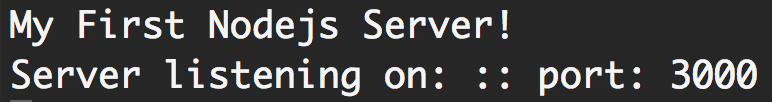 My First Nodejs Server!
Server listening on: :: port: 3000